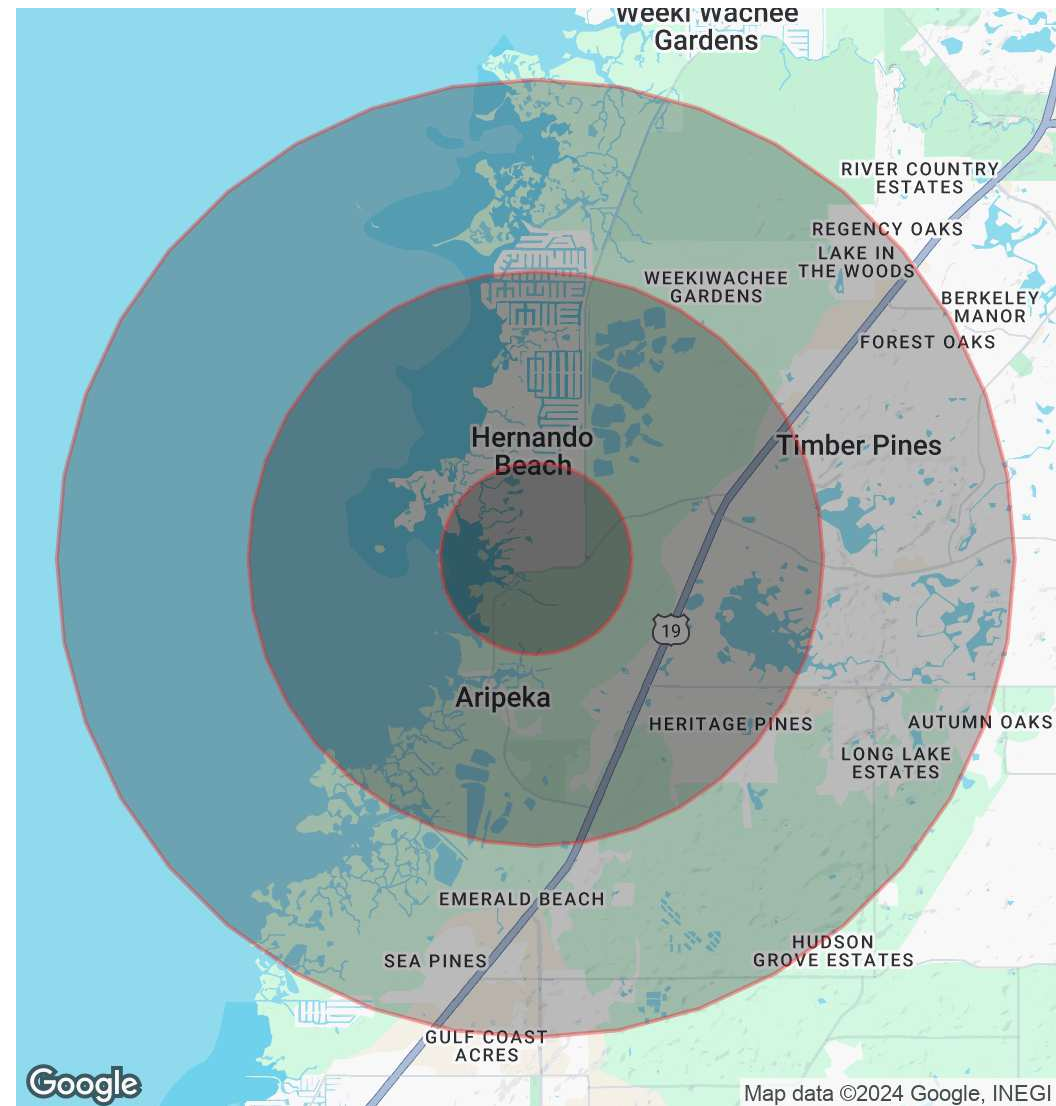 Weeki Wachee
Gardens
RIVER COUNTRY
ESTATES
REGENCY OAKS
LAKE IN
THE WOODS
WEEKIWACHEE
GARDENS
BERKELEY
MANOR
FOREST OAKS
Hernando
Beach
Timber Pines
19
Aripeka
HERITAGE PINES
AUTUMN OAKS
LONG LAKE
ESTATES
EMERALD BEACH
SEA PINES
HUDSON
GROVE ESTATES
GULF COAST
ACRES
Google
Map data ©2024 Google, INEGI